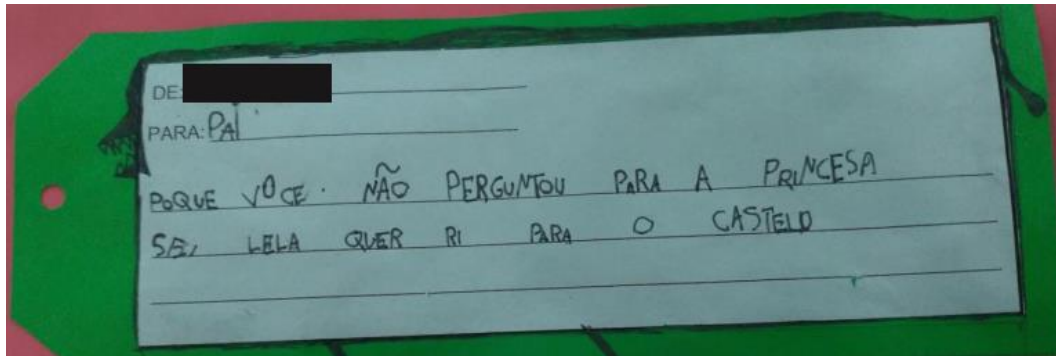 DE:
PARA: PAI
POQUE VOCE. NÃO PERGUNTOU PARA A PRINCESA
SE, LELA QUER RI PARA O CASTELO